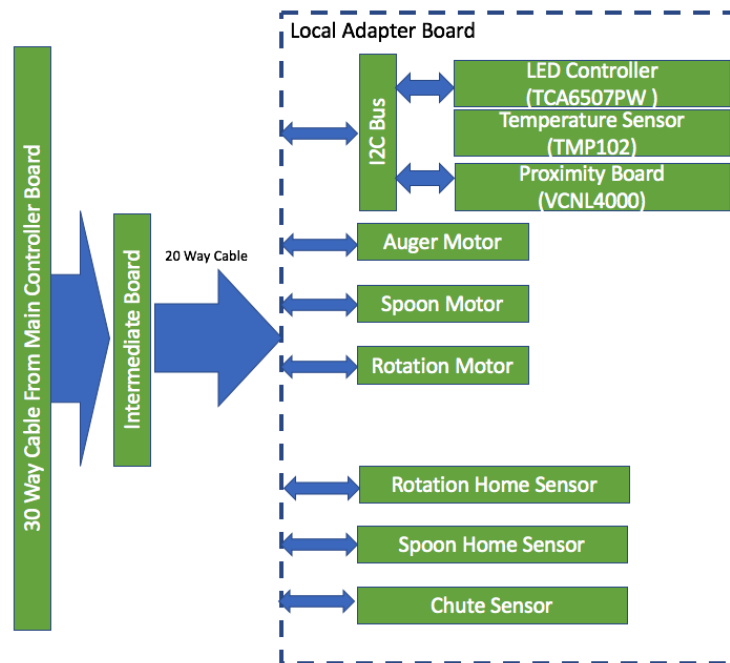 Local Adapter Board
30 Way Cable From Main Controller Board
Intermediate Board
20 Way Cable
I2C Bus
LED Controller
(TCA6507PW )
Temperature Sensor
(TMP102)
Proximity Board
(VCNL4000)
Auger Motor
Spoon Motor
Rotation Motor
Rotation Home Sensor
Spoon Home Sensor
Chute Sensor